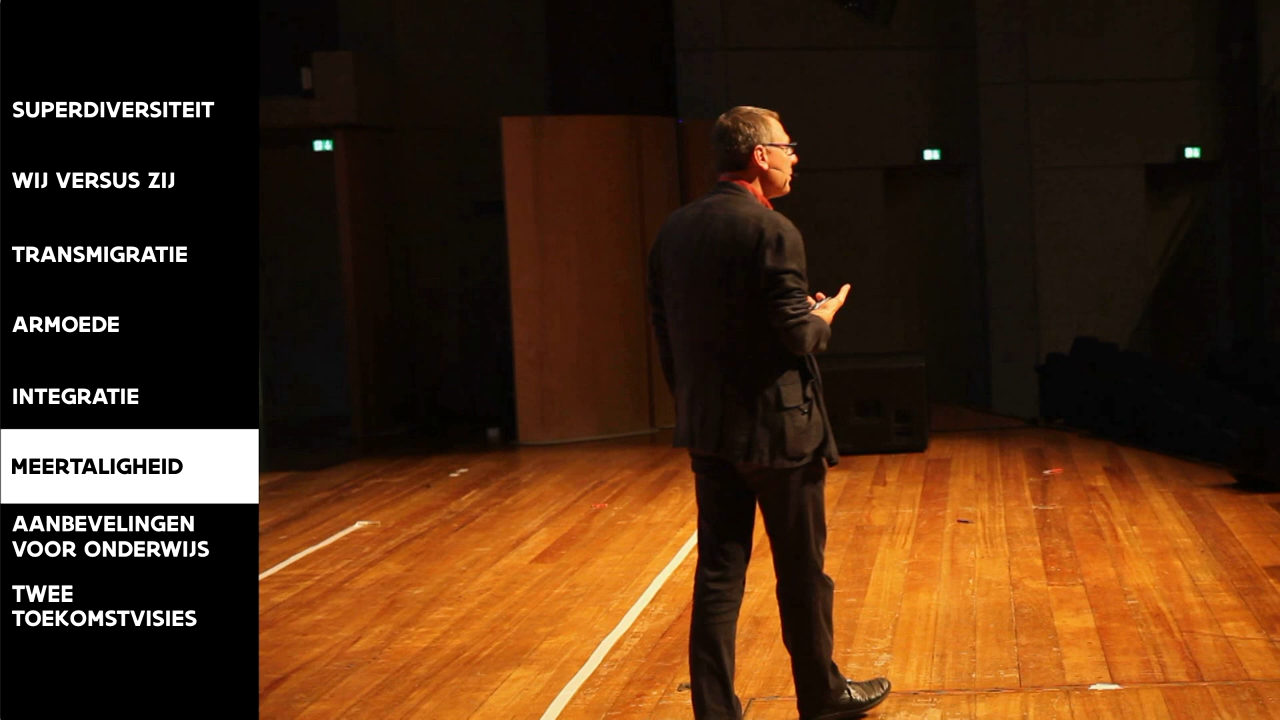 SUPERDIVERSITEIT
WIJ VERSUS ZIJ
TRANSMIGRATIE
ARMOEDE
INTEGRATIE
MEERTALIGHEID
AANBEVELINGEN
VOOR ONDERWIJS
TWEE
TOEKOMSTVISIES